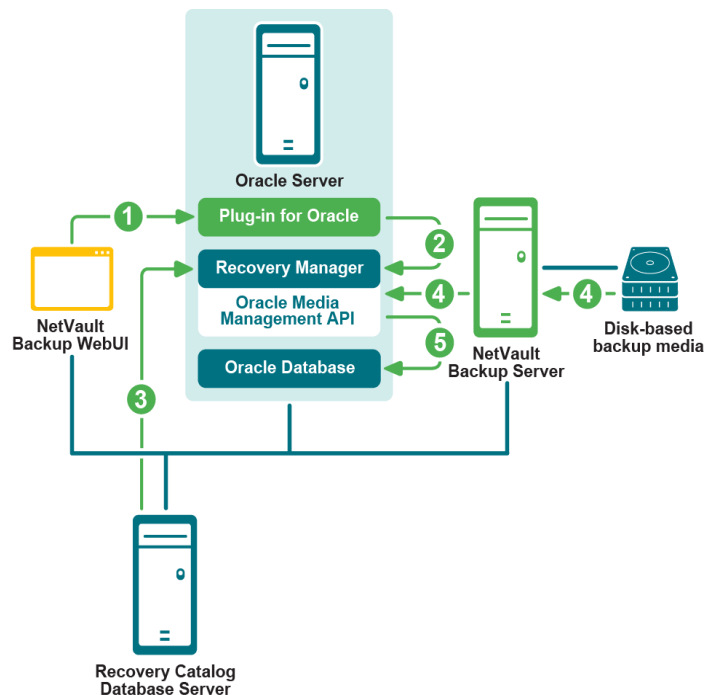 Oracle Server
1
Plug-in for Oracle
2
Recovery Manager
4
4
Oracle Media
Management API
5
NetVault
Backup WebUI
Disk-based
backup media
NetVault
Backup Server
Oracle Database
3
Recovery Catalog
Database Server